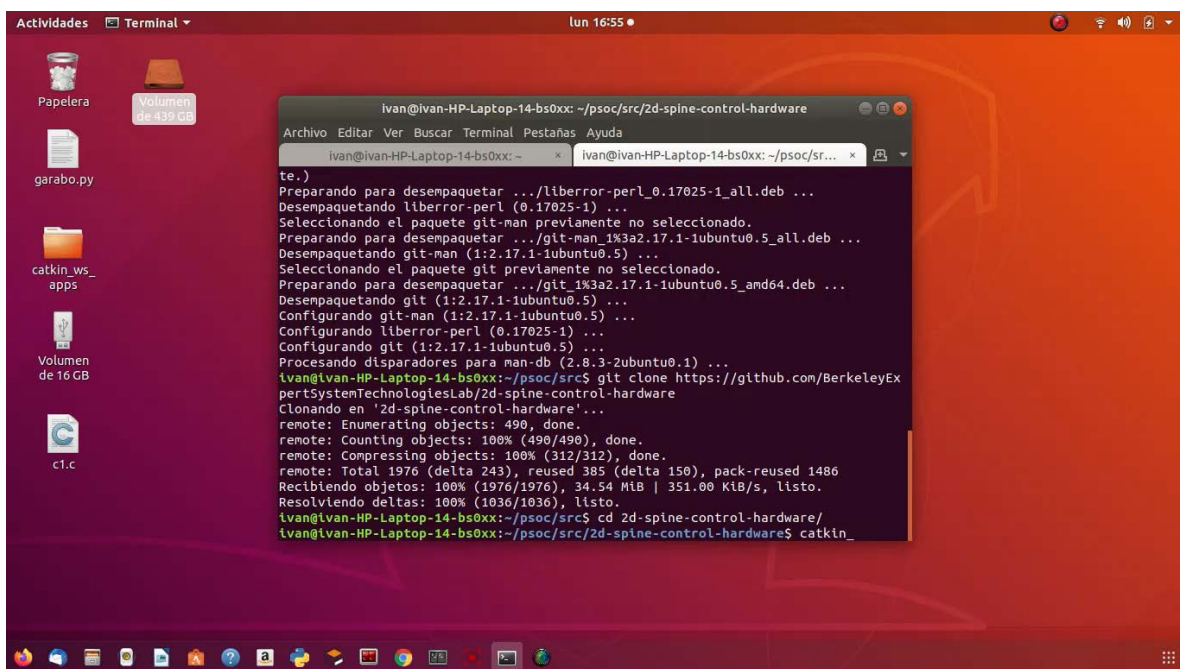 Actividades
Terminal
lun 16:55
Papelera
Volumen
de 439 GB
garabo.py
catkin_ws_
apps
Volumen
de 16 GB
c1.c
ivan@ivan-HP-Laptop-14-bs0xx: ~/psoc/src/2d-spine-control-hardware
Archivo Editar Ver Buscar Terminal Pestañas Ayuda
ivan@ivan-HP-Laptop-14-bs0xx: ~
ivan@ivan-HP-Laptop-14-bs0xx: ~/psoc/sr...
te.)
Preparando para desempaquetar .../liberror-perl_0.17025-1_all.deb ...
Desempaquetando liberror-perl (0.17025-1) ...
Seleccionando el paquete git-man previamente no seleccionado.
Preparando para desempaquetar .../git-man_1%3a2.17.1-1ubuntu0.5_all.deb ...
Desempaquetando git-man (1:2.17.1-1ubuntu0.5) ...
Seleccionando el paquete git previamente no seleccionado.
Preparando para desempaquetar .../git_1%3a2.17.1-1ubuntu0.5_amd64.deb ...
Desempaquetando git (1:2.17.1-1ubuntu0.5) ...
Configurando git-man (1:2.17.1-1ubuntu0.5) ...
Configurando liberror-perl (0.17025-1) ...
Configurando git (1:2.17.1-1ubuntu0.5) ...
Procesando disparadores para man-db (2.8.3-2ubuntu0.1) ...
ivan@ivan-HP-Laptop-14-bs0xx:~/psoc/src$ git clone https://github.com/BerkeleyEx
pertSystemTechnologiesLab/2d-spine-control-hardware
Clonando en '2d-spine-control-hardware'...
remote: Enumerating objects: 490, done.
remote: Counting objects: 100% (490/490), done.
remote: Compressing objects: 100% (312/312), done.
remote: Total 1976 (delta 243), reused 385 (delta 150), pack-reused 1486
Recibiendo objetos: 100% (1976/1976), 34.54 MiB | 351.00 KiB/s, listo.
Resolviendo deltas: 100% (1036/1036), listo.
ivan@ivan-HP-Laptop-14-bs0xx:~/psoc/src$ cd 2d-spine-control-hardware/
ivan@ivan-HP-Laptop-14-bs0xx:~/psoc/src/2d-spine-control-hardware$ catkin_